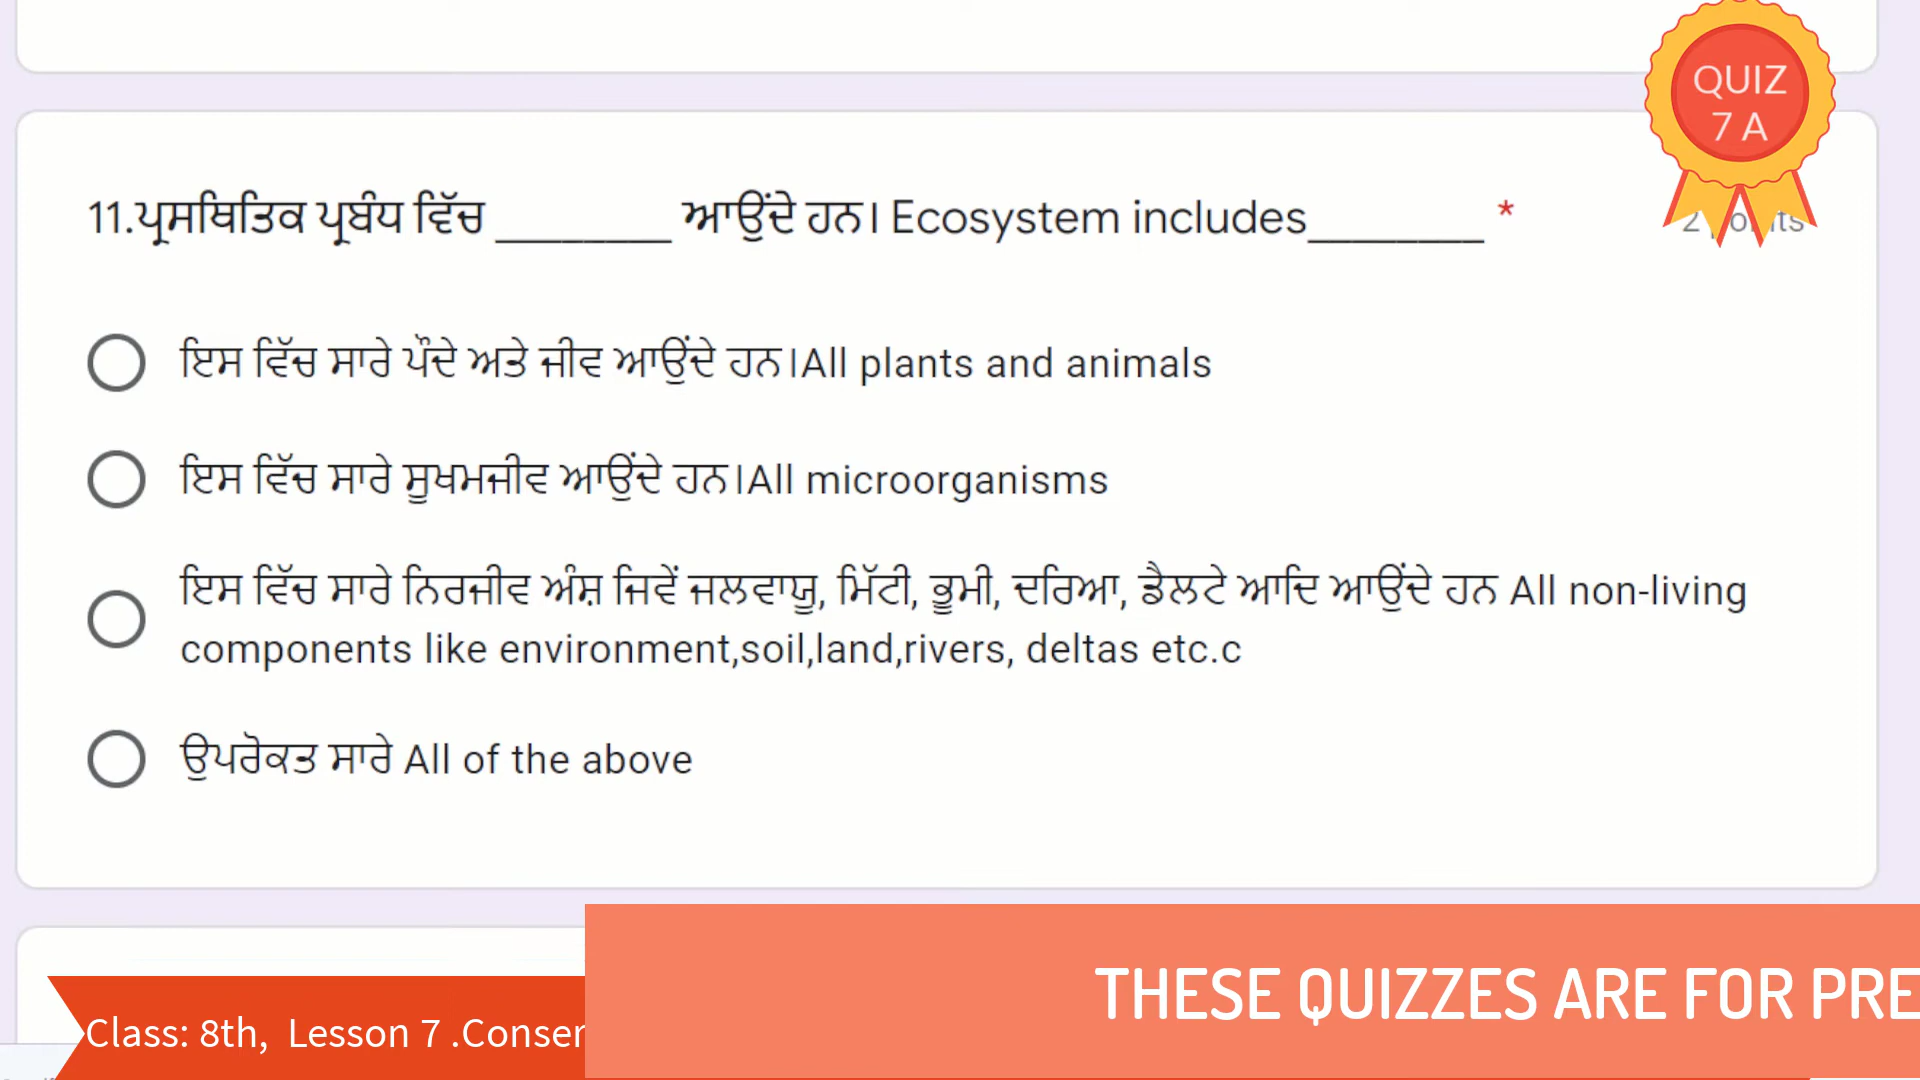 QUIZ
7 A
11.ਪ੍ਰਸਥਿਤਿਕ ਪ੍ਰਬੰਧ ਵਿੱਚ ________ ਆਉਂਦੇ ਹਨ। Ecosystem includes________ *
2 points
ਇਸ ਵਿੱਚ ਸਾਰੇ ਪੌਦੇ ਅਤੇ ਜੀਵ ਆਉਂਦੇ ਹਨ।All plants and animals
ਇਸ ਵਿੱਚ ਸਾਰੇ ਸੂਖਮਜੀਵ ਆਉਂਦੇ ਹਨ।All microorganisms
ਇਸ ਵਿੱਚ ਸਾਰੇ ਨਿਰਜੀਵ ਅੰਸ਼ ਜਿਵੇਂ ਜਲਵਾਯੂ, ਮਿੱਟੀ, ਭੂਮੀ, ਦਰਿਆ, ਡੈਲਟੇ ਆਦਿ ਆਉਂਦੇ ਹਨ All non-living
components like environment,soil,land,rivers, deltas etc.c
ਉਪਰੋਕਤ ਸਾਰੇ All of the above
THESE QUIZZES ARE FOR PRE
Class: 8th, Lesson 7 .Conser